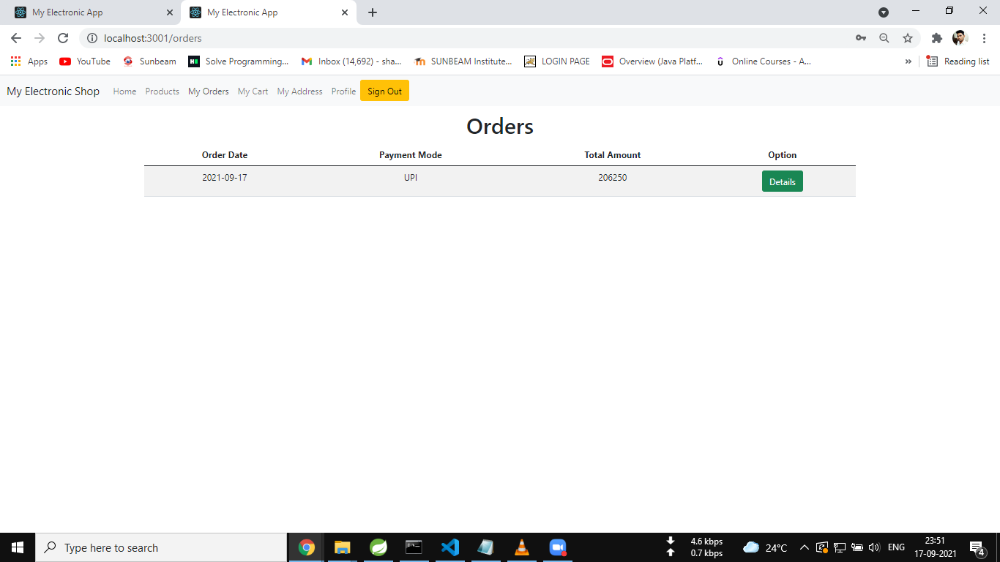 My Electronic App
My Electronic App
localhost:3001/orders
Apps YouTube Sunbeam Solve Programming... Inbox (14,692) - sha... SUNBEAM Institute... LOGIN PAGE Overview (Java Platf... Online Courses - A... » Reading list
My Electronic Shop Home Products My Orders My Cart My Address Profile Sign Out
Orders
Order Date Payment Mode Total Amount Option
2021-09-17 UPI 206250 Details
Type here to search
4.6 kbps
0.7 kbps
24°C
ENG
23:51
17-09-2021
4